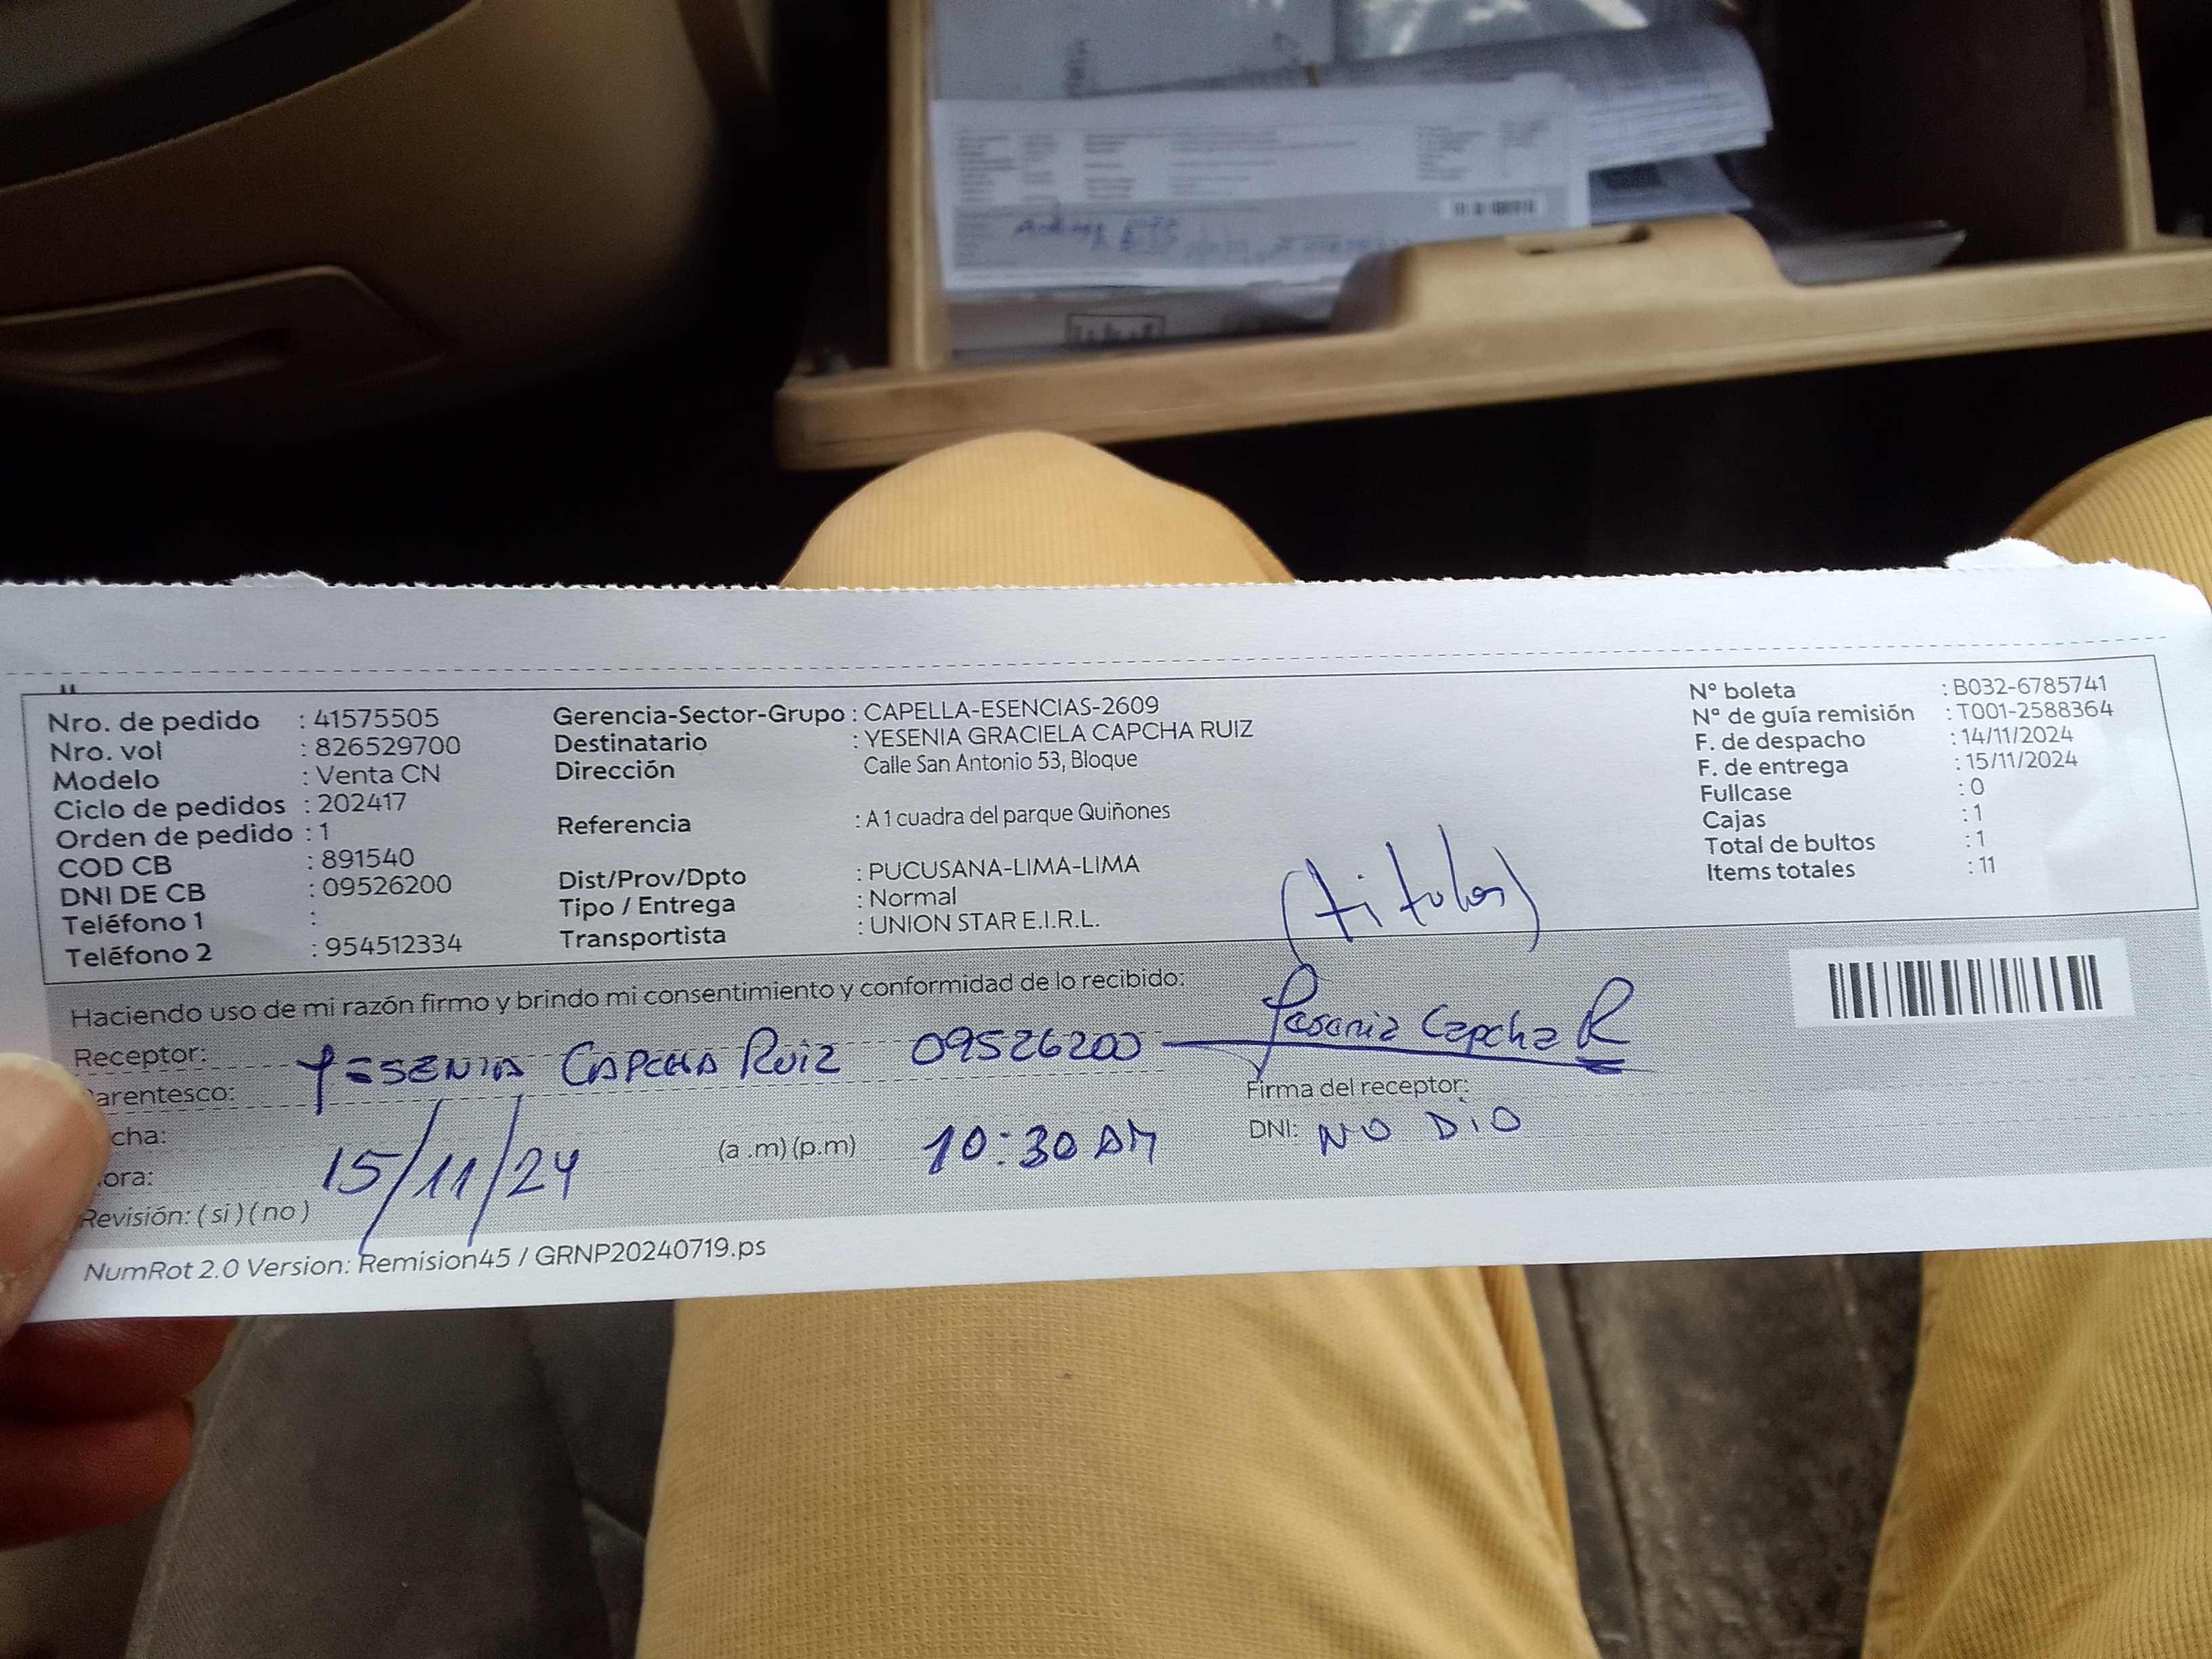 Nro. de pedido : 41575505
Nro. vol : 826529700
Modelo : Venta CN
Ciclo de pedidos : 202417
Orden de pedido : 1
COD CB : 891540
DNI DE CB : 09526200
Teléfono 1 :
Teléfono 2 : 954512334
Gerencia-Sector-Grupo : CAPELLA-ESENCIAS-2609
Destinatario : YESENIA GRACIELA CAPCHA RUIZ
Dirección Calle San Antonio 53, Bloque
Referencia : A 1 cuadra del parque Quiñones
Dist/Prov/Dpto : PUCUSANA-LIMA-LIMA
Tipo / Entrega : Normal
Transportista : UNION STAR E.I.R.L.
N° boleta : B032-6785741
N° de guía remisión : T001-2588364
F. de despacho : 14/11/2024
F. de entrega : 15/11/2024
Fullcase : 0
Cajas : 1
Total de bultos : 1
Items totales : 11
(titulos)
Haciendo uso de mi razón firmo y brindo mi consentimiento y conformidad de lo recibido:
Receptor: YESENIA CAPCHA RUIZ 09526200 Yesenia Capcha R
arentesco:
Firma del receptor:
cha: 15/11/24
(a .m) (p.m) 10:30 AM
DNI: NO DIO
ora:
Revisión: ( si ) ( no )
NumRot 2.0 Version: Remision45 / GRNP20240719.ps